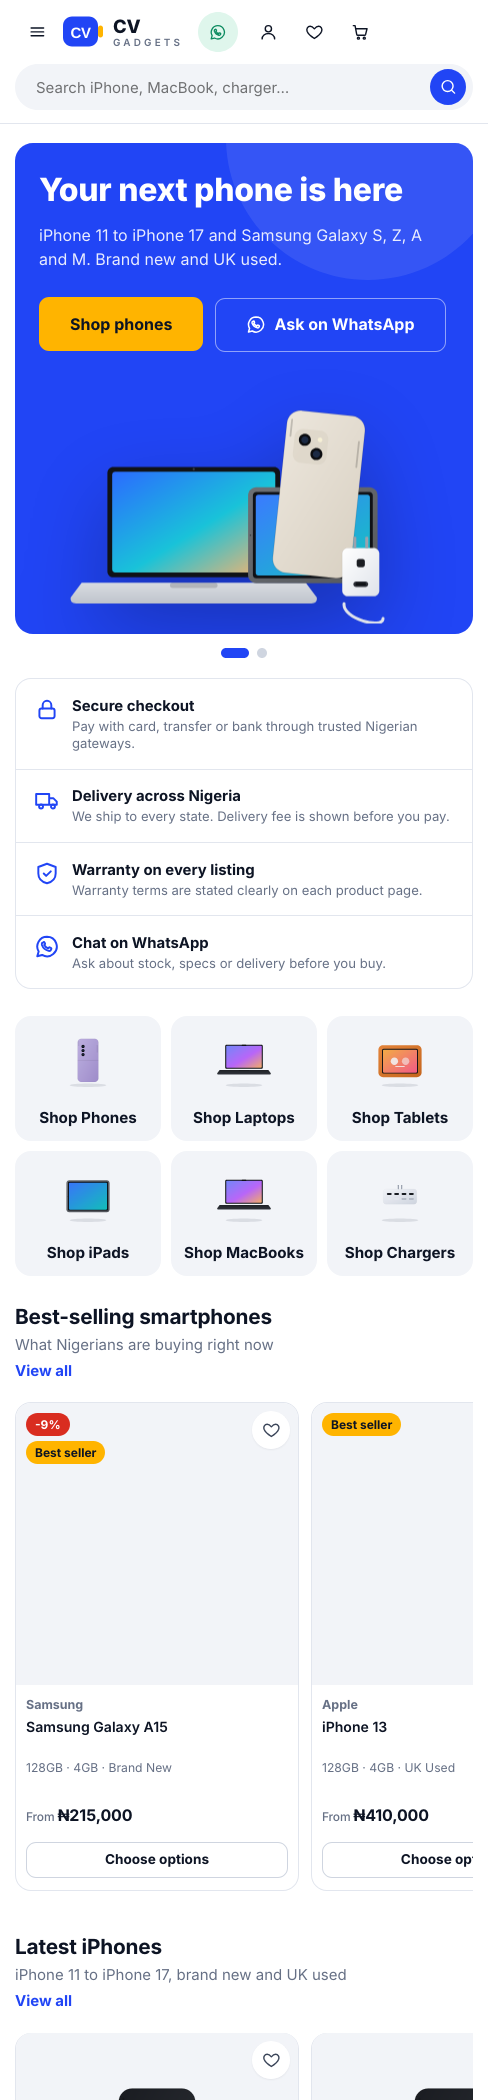 CV
CV
GADGETS
Search iPhone, MacBook, charger...
Your next phone is here
iPhone 11 to iPhone 17 and Samsung Galaxy S, Z, A
and M. Brand new and UK used.
Shop phones
Ask on WhatsApp
Secure checkout
Pay with card, transfer or bank through trusted Nigerian
gateways.
Delivery across Nigeria
We ship to every state. Delivery fee is shown before you pay.
Warranty on every listing
Warranty terms are stated clearly on each product page.
Chat on WhatsApp
Ask about stock, specs or delivery before you buy.
Shop Phones
Shop Laptops
Shop Tablets
Shop iPads
Shop MacBooks
Shop Chargers
Best-selling smartphones
What Nigerians are buying right now
View all
-9%
Best seller
Samsung
Samsung Galaxy A15
128GB · 4GB · Brand New
From ₦215,000
Choose options
Best seller
Apple
iPhone 13
128GB · 4GB · UK Used
From ₦410,000
Choose opt
Latest iPhones
iPhone 11 to iPhone 17, brand new and UK used
View all